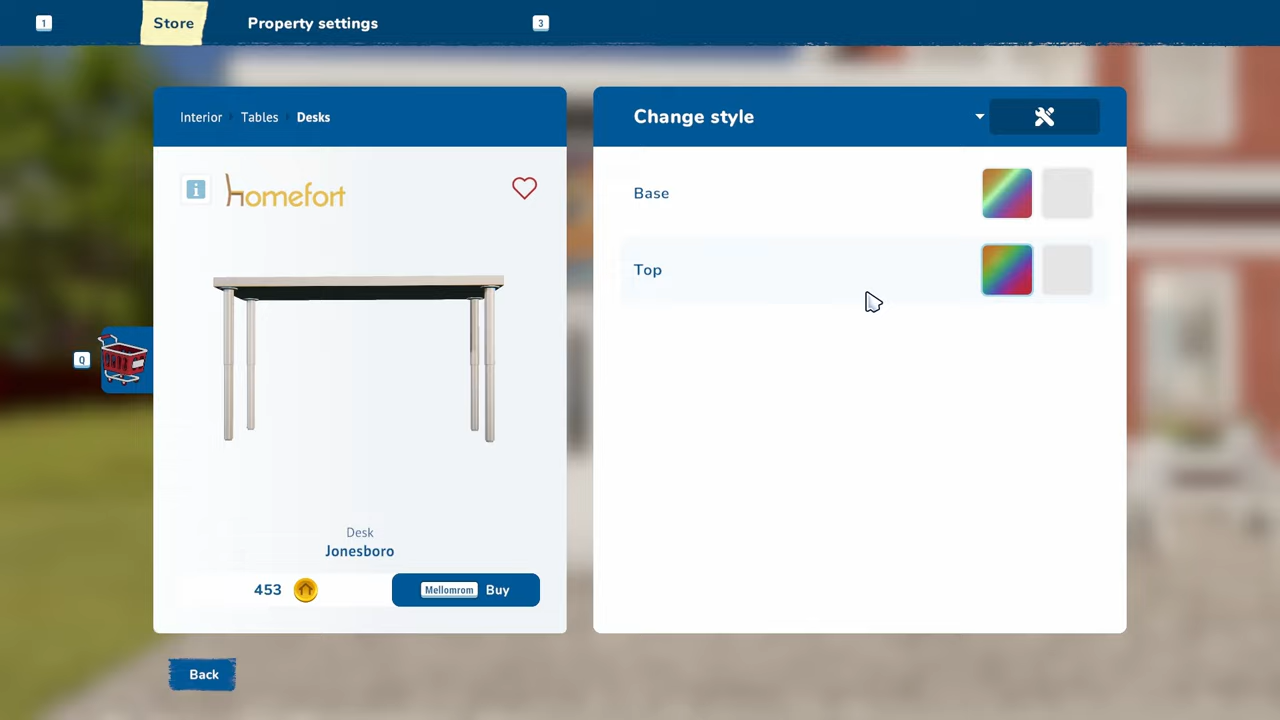 1
Store
Property settings
3
Interior Tables Desks
Change style
i
homefort
Base
Top
Q
Desk
Jonesboro
453
Mellomrom Buy
Back